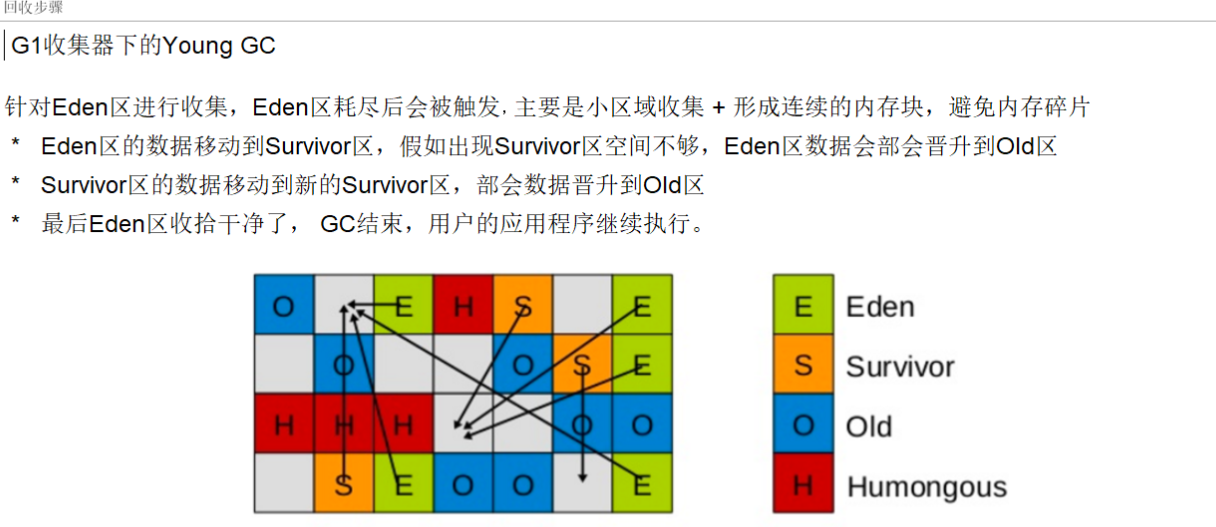 回收步骤
G1收集器下的Young GC
针对Eden区进行收集，Eden区耗尽后会被触发, 主要是小区域收集 + 形成连续的内存块，避免内存碎片
* Eden区的数据移动到Survivor区，假如出现Survivor区空间不够，Eden区数据会部会晋升到Old区
* Survivor区的数据移动到新的Survivor区，部会数据晋升到Old区
* 最后Eden区收拾干净了， GC结束，用户的应用程序继续执行。
O E H S E E Eden
O O S E S Survivor
H H H O O O Old
S E O O E H Humongous